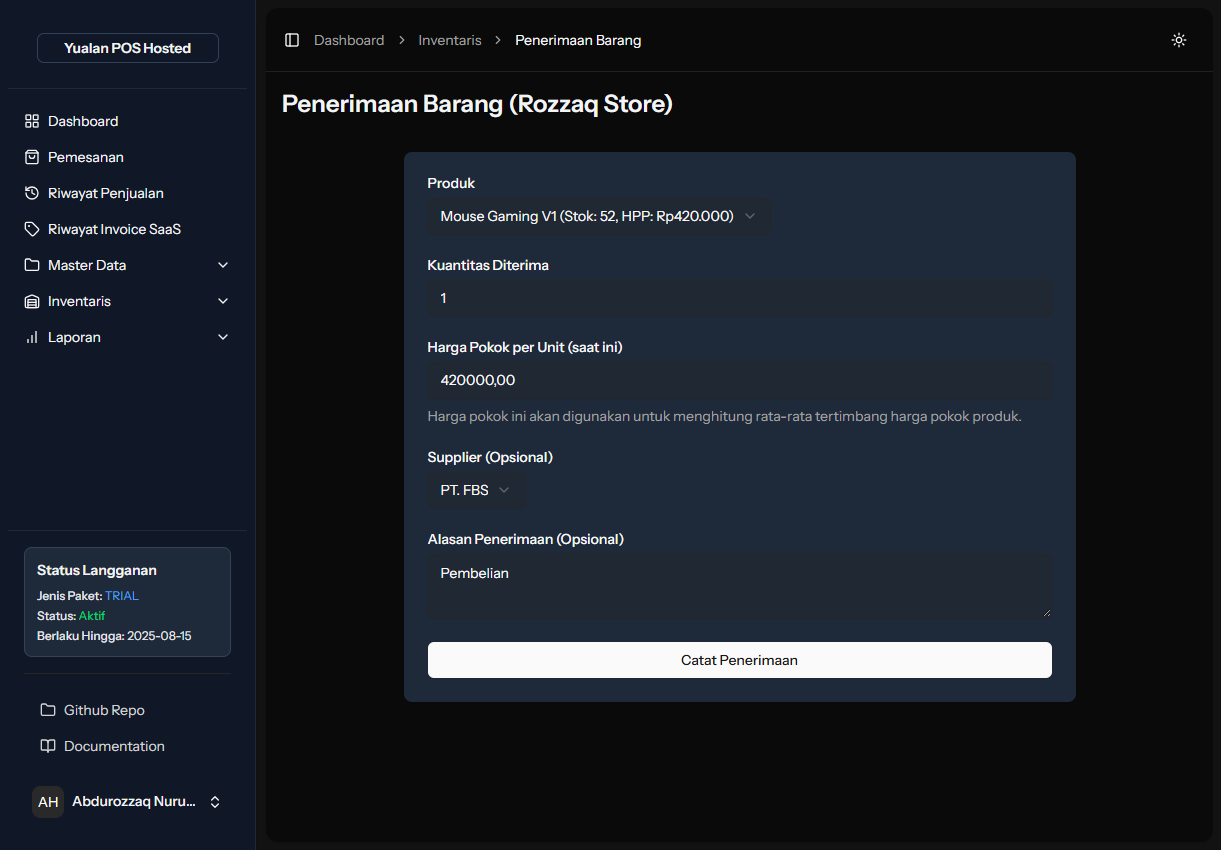 Yualan POS Hosted
Dashboard
Pemesanan
Riwayat Penjualan
Riwayat Invoice SaaS
Master Data
Inventaris
Laporan
Status Langganan
Jenis Paket: TRIAL
Status: Aktif
Berlaku Hingga: 2025-08-15
Github Repo
Documentation
AH Abdurozzaq Nuru...
Dashboard > Inventaris > Penerimaan Barang
Penerimaan Barang (Rozzaq Store)
Produk
Mouse Gaming V1 (Stok: 52, HPP: Rp420.000)
Kuantitas Diterima
1
Harga Pokok per Unit (saat ini)
420000,00
Harga pokok ini akan digunakan untuk menghitung rata-rata tertimbang harga pokok produk.
Supplier (Opsional)
PT. FBS
Alasan Penerimaan (Opsional)
Pembelian
Catat Penerimaan